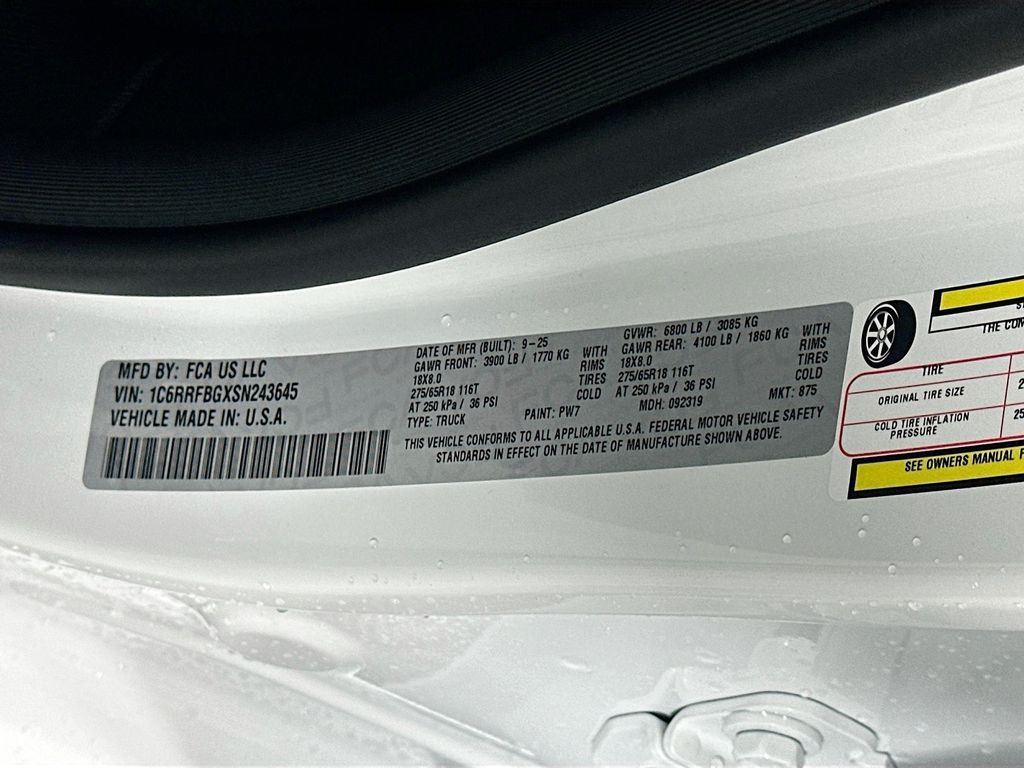 MFD BY: FCA US LLC
VIN: 1C6RRFBGXSN243645
VEHICLE MADE IN: U.S.A.
DATE OF MFR (BUILT): 9-25
GAWR FRONT: 3900 LB / 1770 KG WITH
18X8.0 RIMS
275/65R18 116T TIRES
AT 250 kPa / 36 PSI COLD
TYPE: TRUCK PAINT: PW7
GVWR: 6800 LB / 3085 KG
GAWR REAR: 4100 LB / 1860 KG WITH
18X8.0 RIMS
275/65R18 116T TIRES
AT 250 kPa / 36 PSI COLD
MDH: 092319 MKT: 875
THIS VEHICLE CONFORMS TO ALL APPLICABLE U.S.A. FEDERAL MOTOR VEHICLE SAFETY
STANDARDS IN EFFECT ON THE DATE OF MANUFACTURE SHOWN ABOVE.
THE
TIRE
ORIGINAL TIRE SIZE
COLD TIRE INFLATION
PRESSURE 25
SEE OWNERS MANUAL